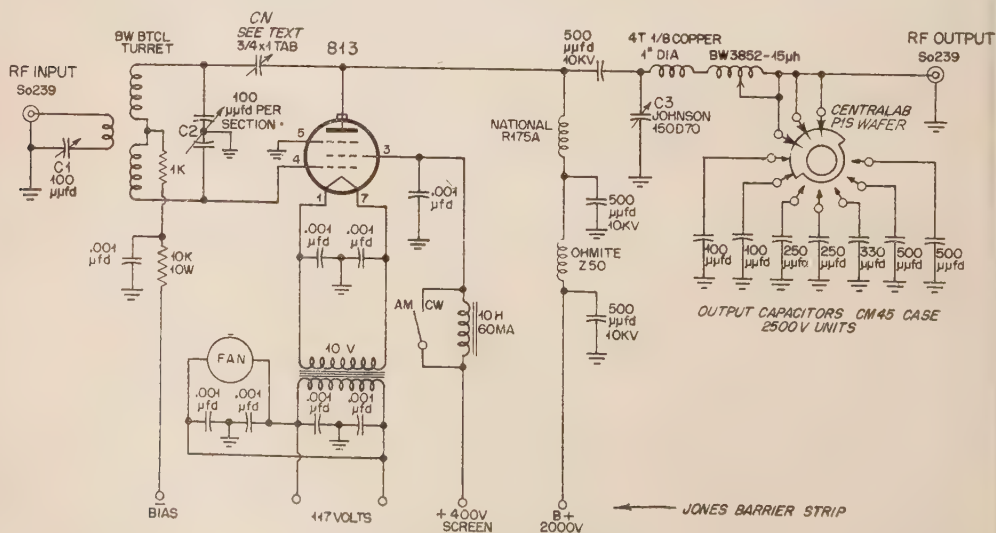 CN
SEE TEXT
3/4 x 1 TAB
BW BTCL
TURRET
813
500
µµfd
10KV
4T 1/8 COPPER
1" DIA
BW3852-15µh
RF OUTPUT
So239
RF INPUT
So239
100
µµfd PER
SECTION
C2
C1
100
µµfd
1K
5
4
3
1
7
NATIONAL
R175A
C3
JOHNSON
150D70
CENTRALAB
P1S WAFER
.001
µfd
.001
µfd
.001
µfd
.001
µfd
10K
10W
500
µµfd
10KV
OHMITE
Z50
500
µµfd
10KV
100
µµfd
100
µµfd
250
µµfd
250
µµfd
330
µµfd
500
µµfd
500
µµfd
OUTPUT CAPACITORS CM45 CASE
2500V UNITS
AM
CW
10H
60MA
10 V
FAN
.001
µfd
.001
µfd
.001
µfd
.001
µfd
-
BIAS
117 VOLTS
+ 400V
SCREEN
B+
2000V
JONES BARRIER STRIP